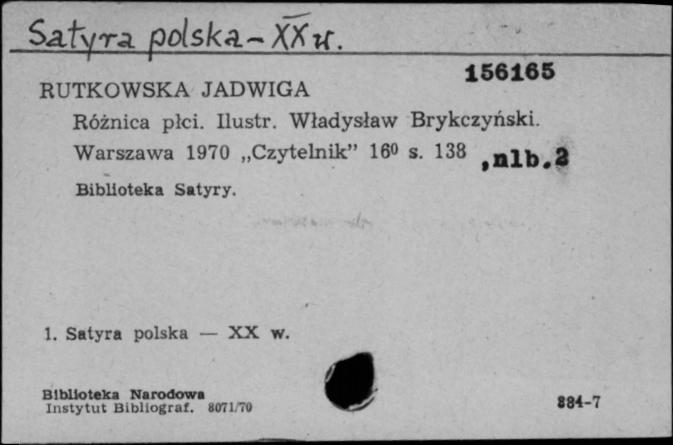 Satyra polska - XX w.
156165
RUTKOWSKA JADWIGA
Różnica płci. Ilustr. Władysław Brykczyński.
Warszawa 1970 „Czytelnik” 16⁰ s. 138 ,nlb.2
Biblioteka Satyry.
1. Satyra polska — XX w.
Biblioteka Narodowa
Instytut Bibliograf. 8071/70
884-7